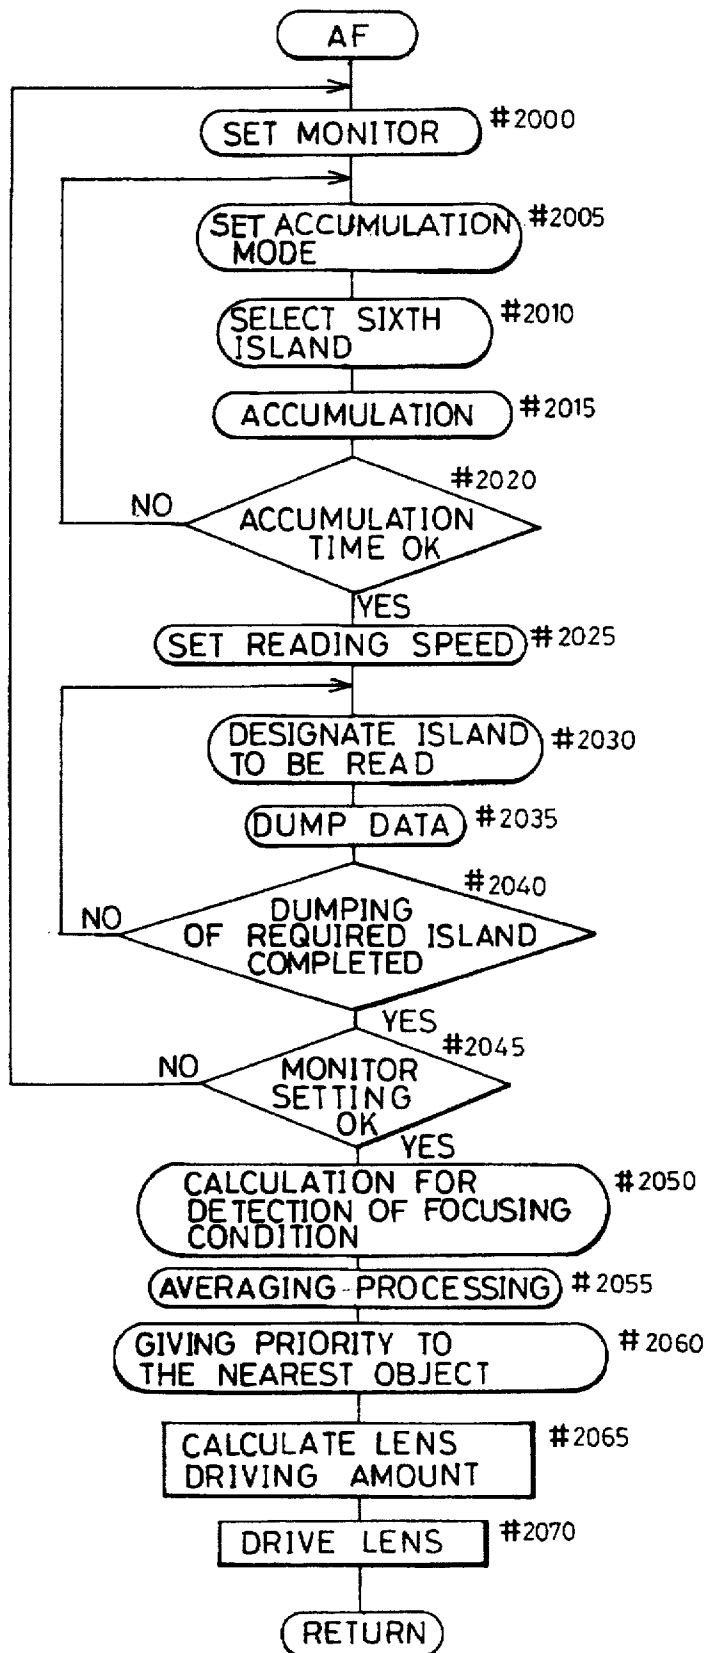 AF
SET MONITOR #2000
SET ACCUMULATION #2005
MODE
SELECT SIXTH #2010
ISLAND
ACCUMULATION #2015
#2020
NO
ACCUMULATION
TIME OK
YES
SET READING SPEED #2025
DESIGNATE ISLAND #2030
TO BE READ
DUMP DATA #2035
#2040
NO
DUMPING
OF REQUIRED ISLAND
COMPLETED
YES
#2045
NO
MONITOR
SETTING
OK
YES
CALCULATION FOR #2050
DETECTION OF FOCUSING
CONDITION
AVERAGING PROCESSING #2055
GIVING PRIORITY TO #2060
THE NEAREST OBJECT
CALCULATE LENS #2065
DRIVING AMOUNT
DRIVE LENS #2070
RETURN